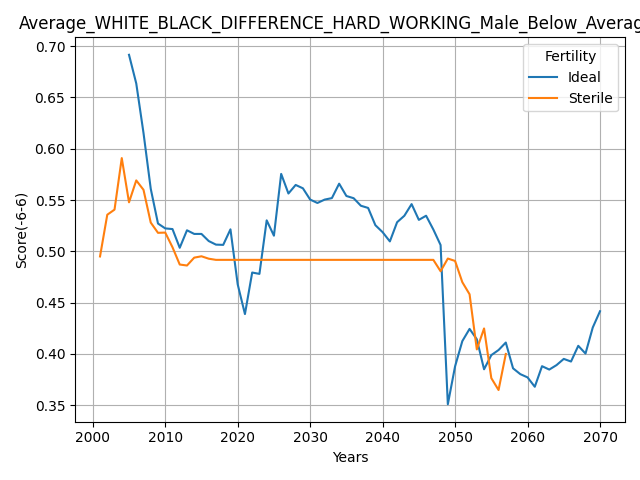 Average_WHITE_BLACK_DIFFERENCE_HARD_WORKING_Male_Below_Averag
Fertility
Ideal
Sterile
Score(-6-6)
0.70
0.65
0.60
0.55
0.50
0.45
0.40
0.35
2000 2010 2020 2030 2040 2050 2060 2070
Years